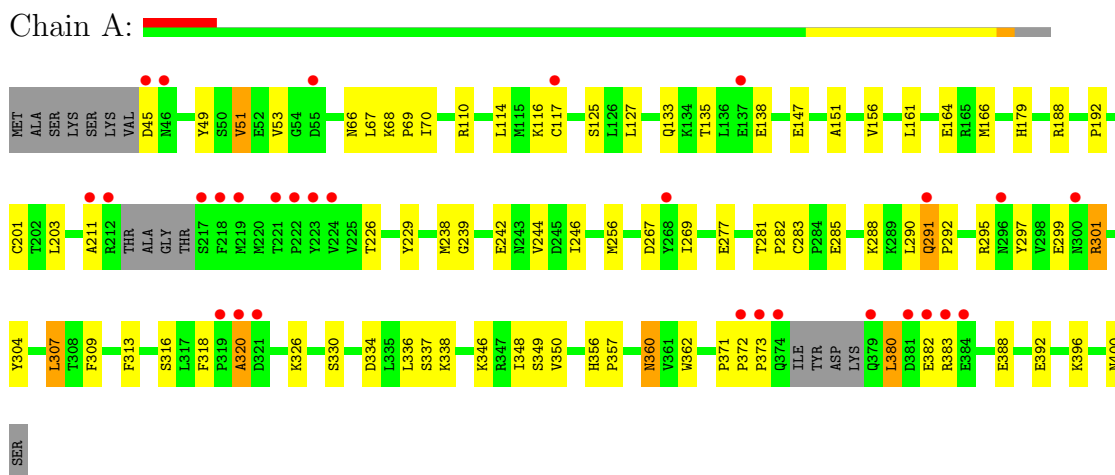 Chain A:
MET ALA SER LYS SER LYS VAL D45 N46 Y49 S50 V51 E52 V53 G54 D55 N66 L67 K68 P69 I70 R110 L114 M115 K116 C117 S125 L126 L127 Q133 K134 T135 L136 E137 E138 E147 A151 V156 L161 E164 R165 M166 H179 R188 P192
C201 T202 L203 A211 R212 THR ALA GLY THR S217 F218 M219 M220 T221 P222 Y223 V224 V225 T226 Y229 M238 G239 E242 N243 V244 D245 I246 M256 D267 Y268 I269 E277 T281 P282 C283 P284 E285 K288 K289 L290 Q291 P292 R295 N296 Y297 V298 E299 N300 R301
Y304 L307 T308 F309 F313 S316 L317 F318 P319 A320 D321 K326 S330 D334 L335 L336 S337 K338 K346 R347 I348 S349 V350 H356 P357 N360 V361 W362 P371 P372 P373 Q374 ILE TYR ASP LYS Q379 L380 D381 E382 R383 E384 E388 E392 K396
SER